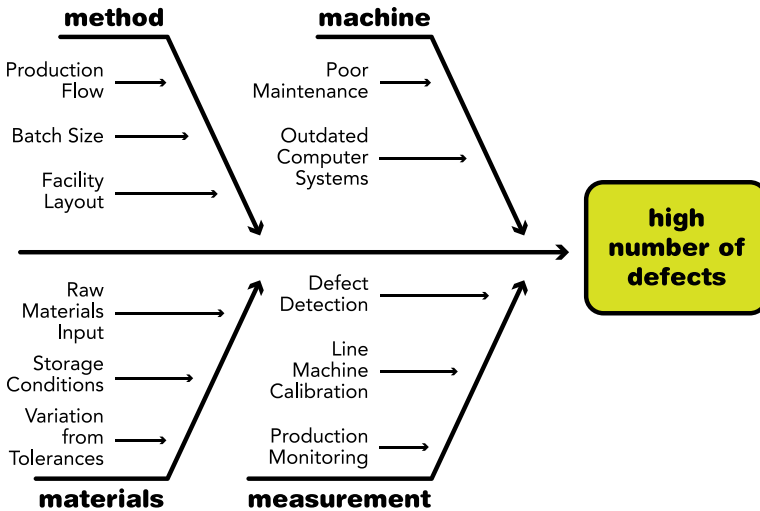 method
Production
Flow
Batch Size
Facility
Layout
machine
Poor
Maintenance
Outdated
Computer
Systems
high
number of
defects
Raw
Materials
Input
Storage
Conditions
Variation
from
Tolerances
materials
Defect
Detection
Line
Machine
Calibration
Production
Monitoring
measurement